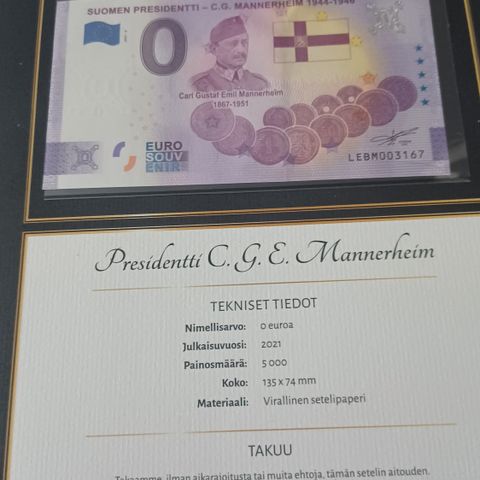 SUOMEN PRESIDENTTI – C.G. MANNERHEIM 1944-1946
0
Carl Gustaf Emil Mannerheim
1867-1951
EURO
SOUV
ENIR
LEBM003167
Presidentti C. G. E. Mannerheim
TEKNISET TIEDOT
Nimellisarvo: 0 euroa
Julkaisuvuosi: 2021
Painosmäärä: 5 000
Koko: 135 x 74 mm
Materiaali: Virallinen setelipaperi
TAKUU
Takaamme, ilman aikarajoitusta tai muita ehtoja, tämän setelin aitouden.